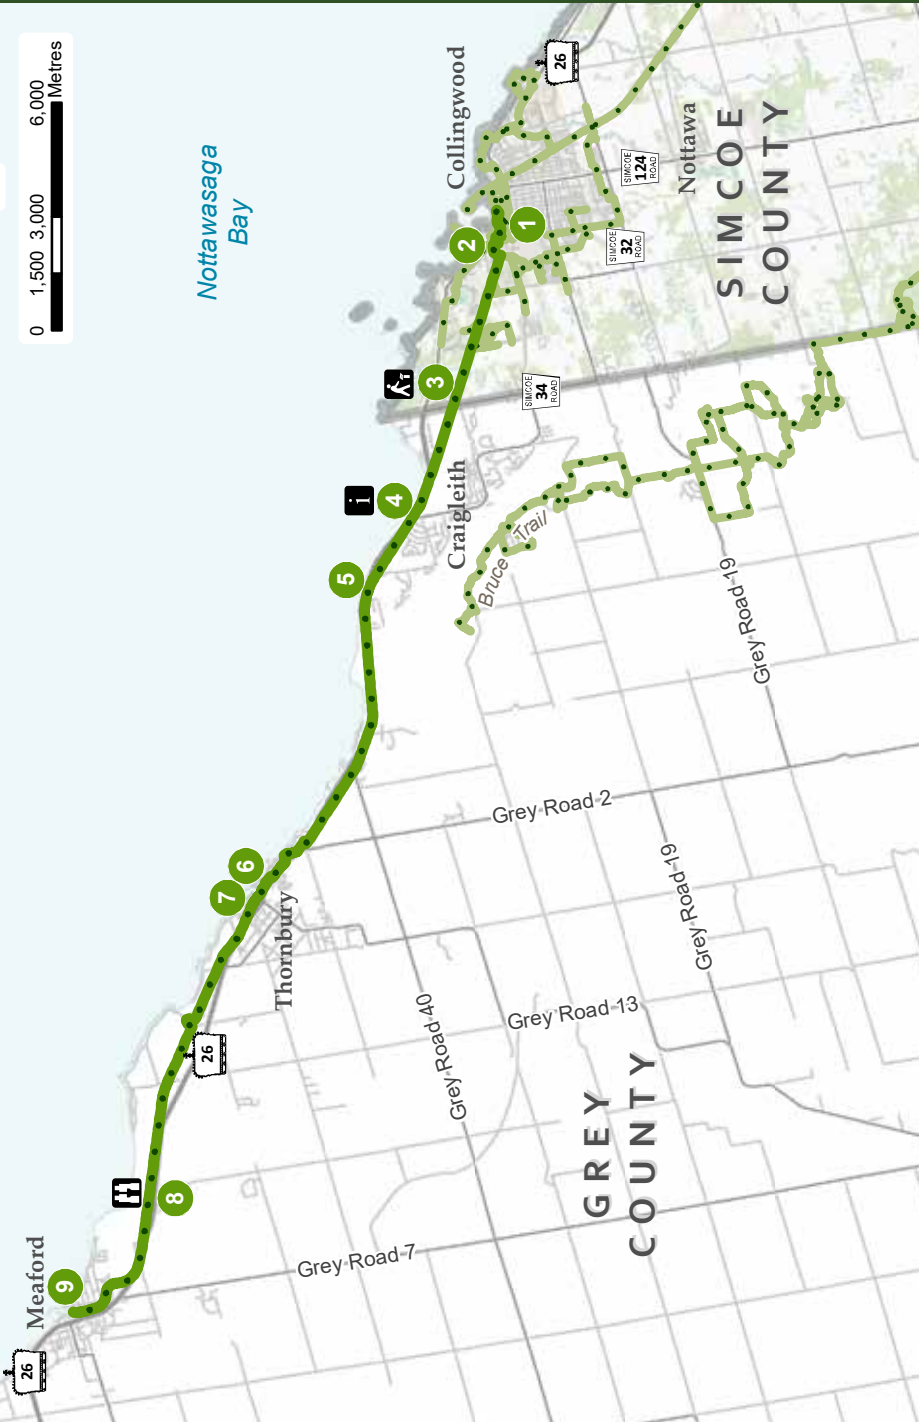 0 1,500 3,000 6,000
Metres
Nottawasaga
Bay
Meaford
9
26
8
26
Thornbury
7
6
5
4
i
Craigleith
3
2
1
Collingwood
26
Nottawa
SIMCOE
124
ROAD
SIMCOE
32
ROAD
SIMCOE
34
ROAD
SIMCOE
COUNTY
Bruce Trail
Grey Road 19
Grey Road 2
Grey Road 19
Grey Road 13
Grey Road 40
Grey Road 7
GREY
COUNTY